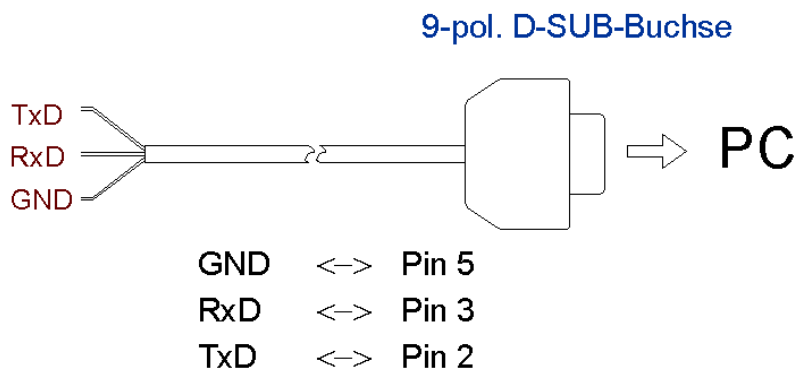 9-pol. D-SUB-Buchse
TxD
RxD
GND
PC
GND <-> Pin 5
RxD <-> Pin 3
TxD <-> Pin 2